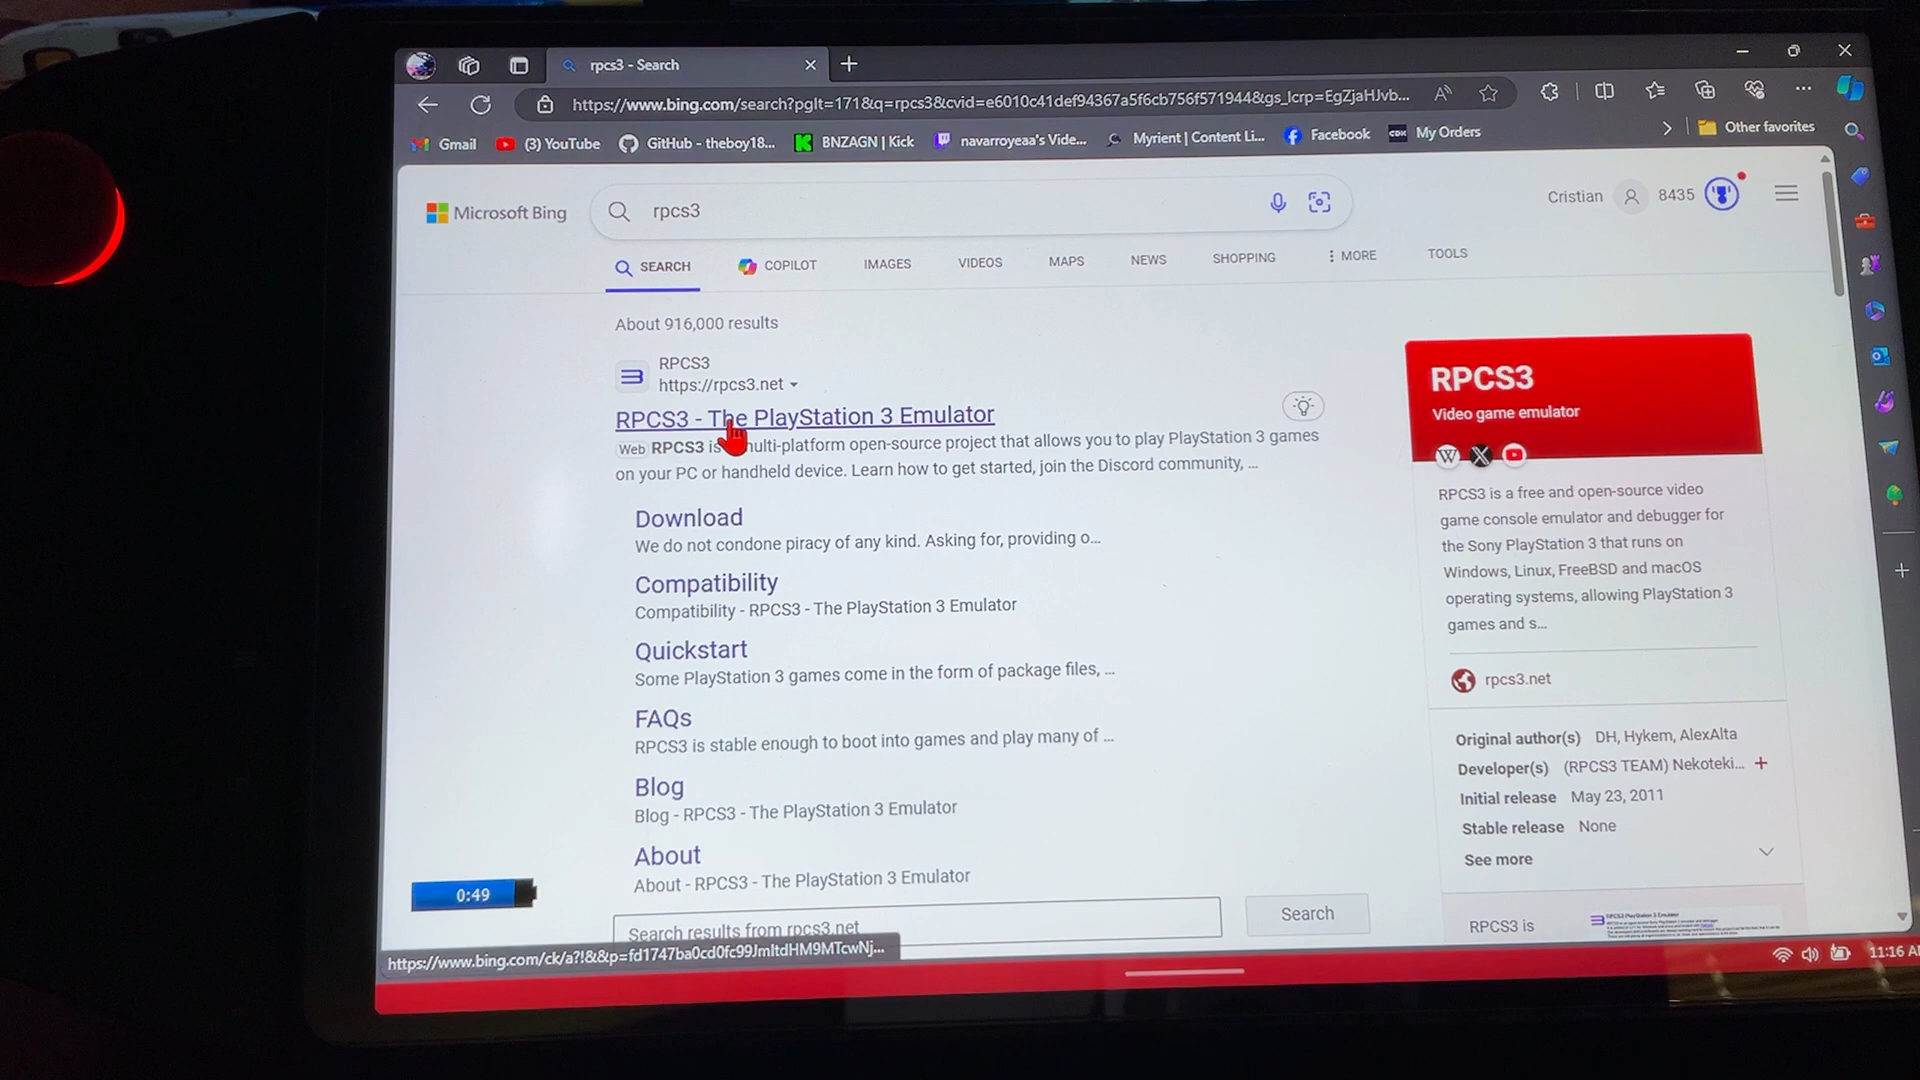 rpcs3 - Search
https://www.bing.com/search?pglt=171&q=rpcs3&cvid=e6010c41def94367a5f6cb756f571944&gs_lcrp=EgZjaHJvb...
Gmail
(3) YouTube
GitHub - theboy18...
BNZAGN | Kick
navarroyeaa's Vide...
Myrient | Content Li...
Facebook
My Orders
Other favorites
Microsoft Bing
rpcs3
Cristian
8435
SEARCH
COPILOT
IMAGES
VIDEOS
MAPS
NEWS
SHOPPING
MORE
TOOLS
About 916,000 results
RPCS3
https://rpcs3.net
RPCS3 - The PlayStation 3 Emulator
Web RPCS3 is multi-platform open-source project that allows you to play PlayStation 3 games
on your PC or handheld device. Learn how to get started, join the Discord community, ...
Download
We do not condone piracy of any kind. Asking for, providing o...
Compatibility
Compatibility - RPCS3 - The PlayStation 3 Emulator
Quickstart
Some PlayStation 3 games come in the form of package files, ...
FAQs
RPCS3 is stable enough to boot into games and play many of ...
Blog
Blog - RPCS3 - The PlayStation 3 Emulator
About
About - RPCS3 - The PlayStation 3 Emulator
Search results from rpcs3.net
Search
RPCS3
Video game emulator
RPCS3 is a free and open-source video
game console emulator and debugger for
the Sony PlayStation 3 that runs on
Windows, Linux, FreeBSD and macOS
operating systems, allowing PlayStation 3
games and s...
rpcs3.net
Original author(s) DH, Hykem, AlexAlta
Developer(s) (RPCS3 TEAM) Nekoteki...
Initial release May 23, 2011
Stable release None
See more
RPCS3 is
0:49
https://www.bing.com/ck/a?!&&p=fd1747ba0cd0fc99JmltdHM9MTcwNj...
11:16